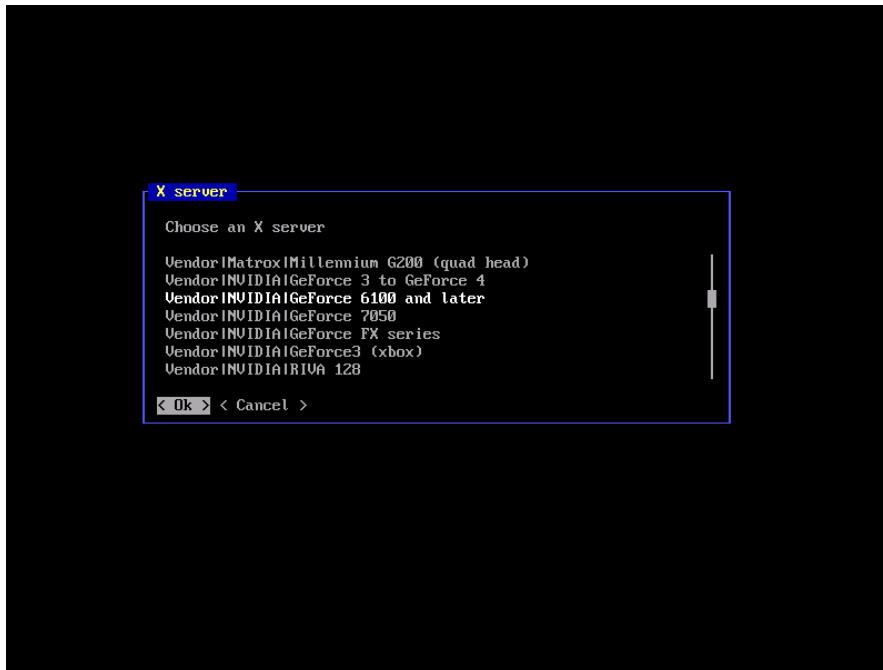 X server
Choose an X server
Vendor|Matrox|Millennium G200 (quad head)
Vendor|NVIDIA|GeForce 3 to GeForce 4
Vendor|NVIDIA|GeForce 6100 and later
Vendor|NVIDIA|GeForce 7050
Vendor|NVIDIA|GeForce FX series
Vendor|NVIDIA|GeForce3 (xbox)
Vendor|NVIDIA|RIVA 128
< Ok > < Cancel >